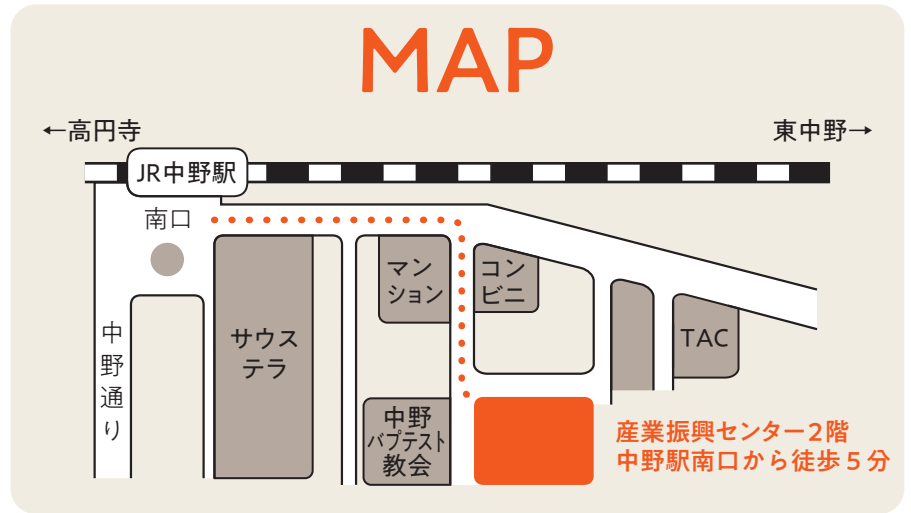 MAP
←高円寺
東中野→
JR中野駅
南口
マン
ション
コン
ビニ
中野通り
サウス
テラ
TAC
中野
バプテスト
教会
産業振興センター2階
中野駅南口から徒歩5分